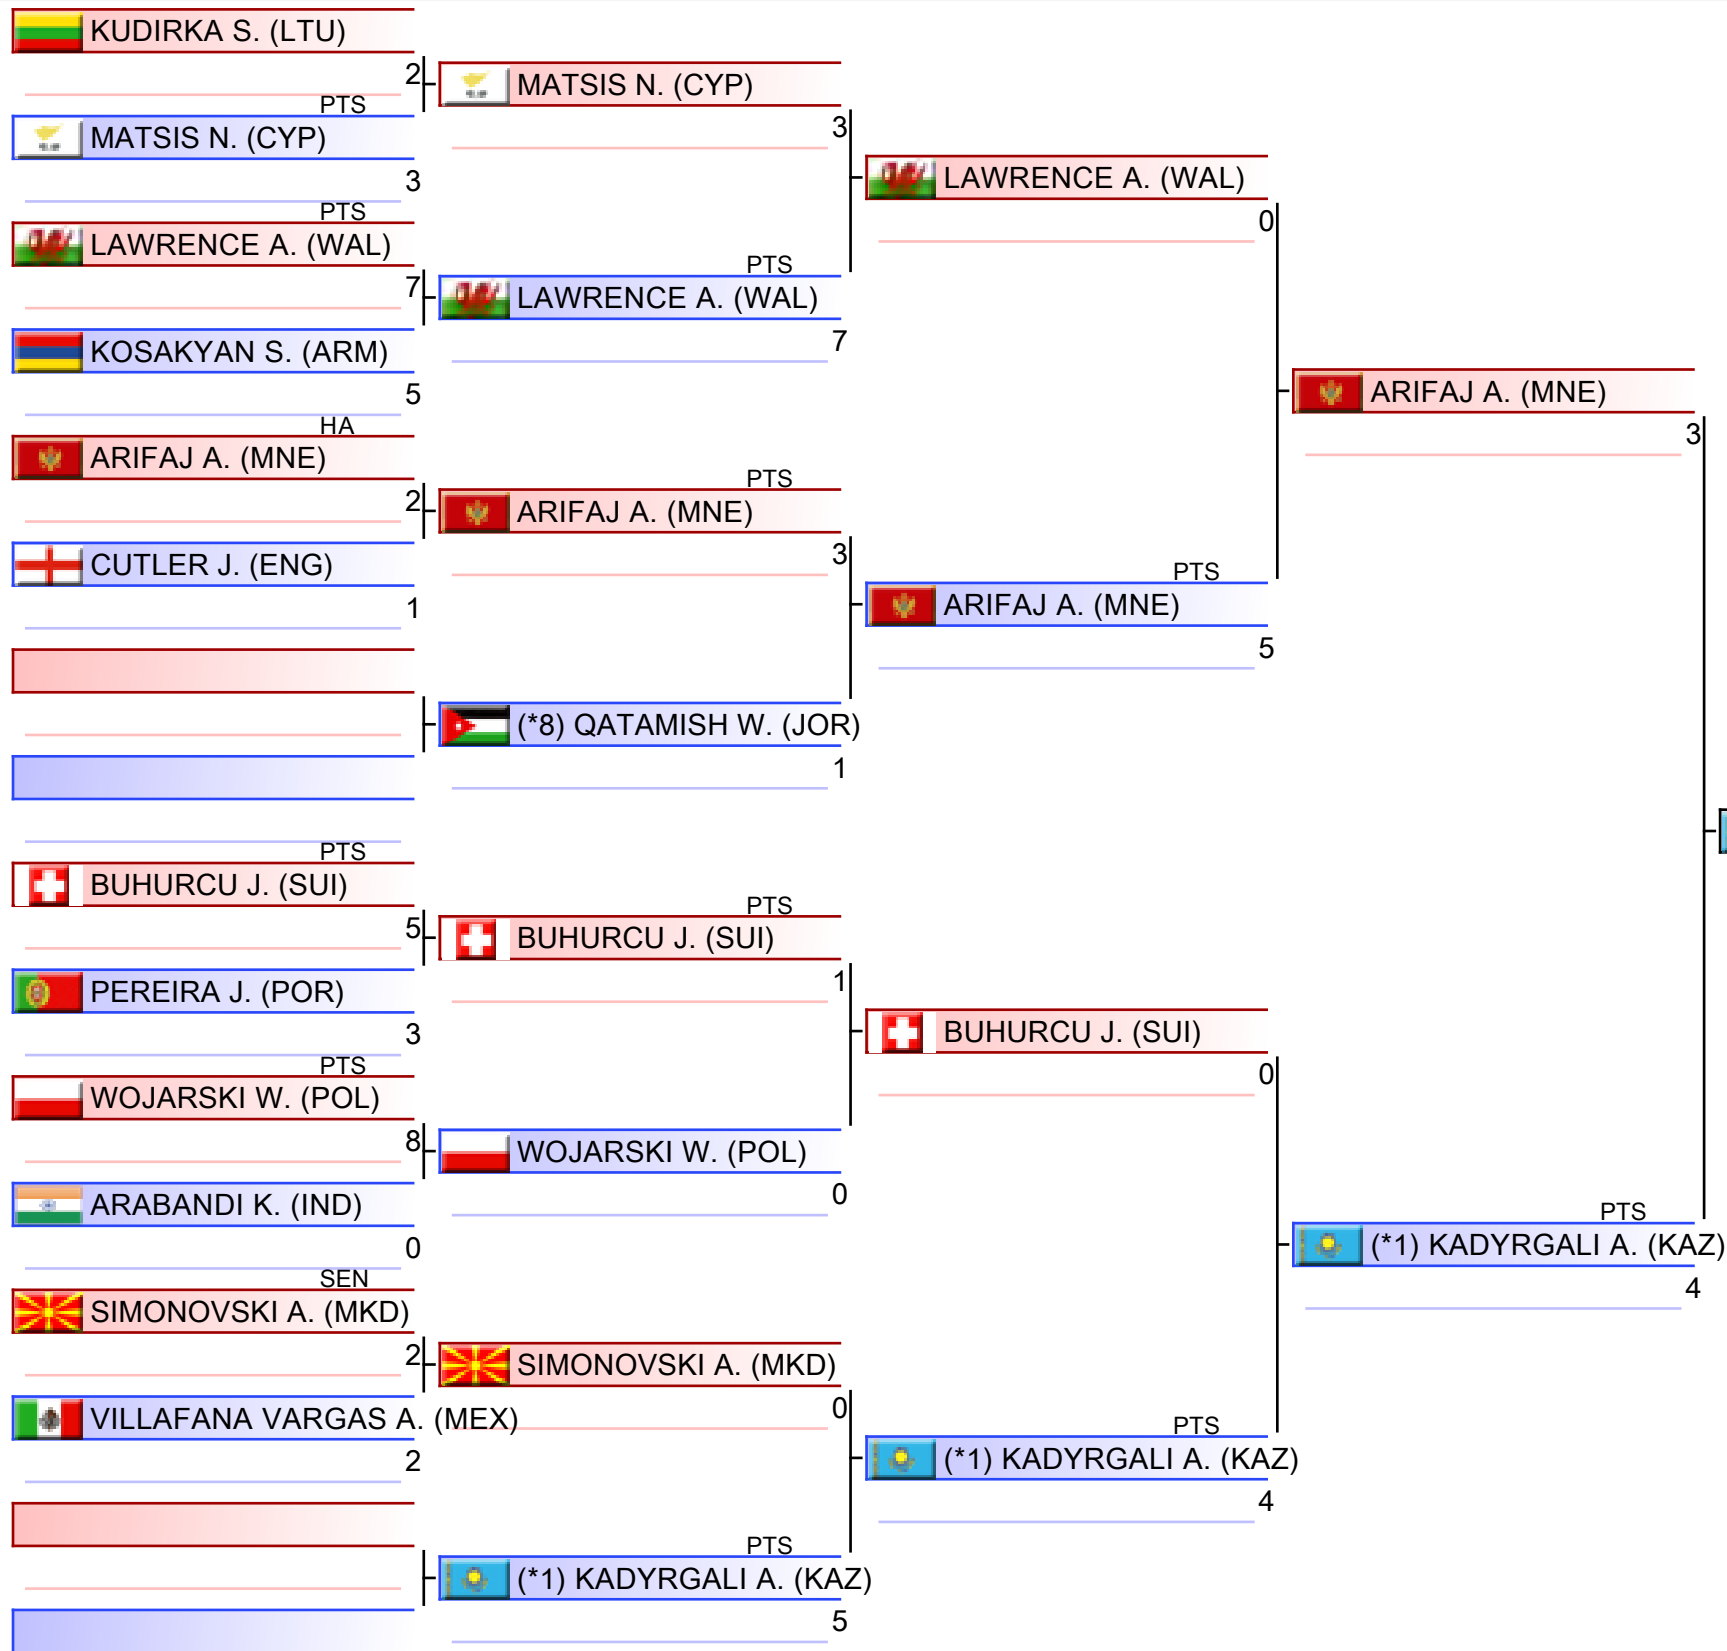 KUDIRKA S. (LTU)
2
PTS
MATSIS N. (CYP)
3
PTS
LAWRENCE A. (WAL)
7
KOSAKYAN S. (ARM)
5
HA
ARIFAJ A. (MNE)
2
CUTLER J. (ENG)
1
PTS
BUHURCU J. (SUI)
5
PEREIRA J. (POR)
3
PTS
WOJARSKI W. (POL)
8
ARABANDI K. (IND)
0
SEN
SIMONOVSKI A. (MKD)
2
VILLAFANA VARGAS A. (MEX)
2
MATSIS N. (CYP)
3
PTS
LAWRENCE A. (WAL)
7
PTS
ARIFAJ A. (MNE)
3
(*8) QATAMISH W. (JOR)
1
PTS
BUHURCU J. (SUI)
1
WOJARSKI W. (POL)
0
SIMONOVSKI A. (MKD)
0
PTS
(*1) KADYRGALI A. (KAZ)
5
LAWRENCE A. (WAL)
0
PTS
ARIFAJ A. (MNE)
5
BUHURCU J. (SUI)
0
PTS
(*1) KADYRGALI A. (KAZ)
4
ARIFAJ A. (MNE)
3
PTS
(*1) KADYRGALI A. (KAZ)
4